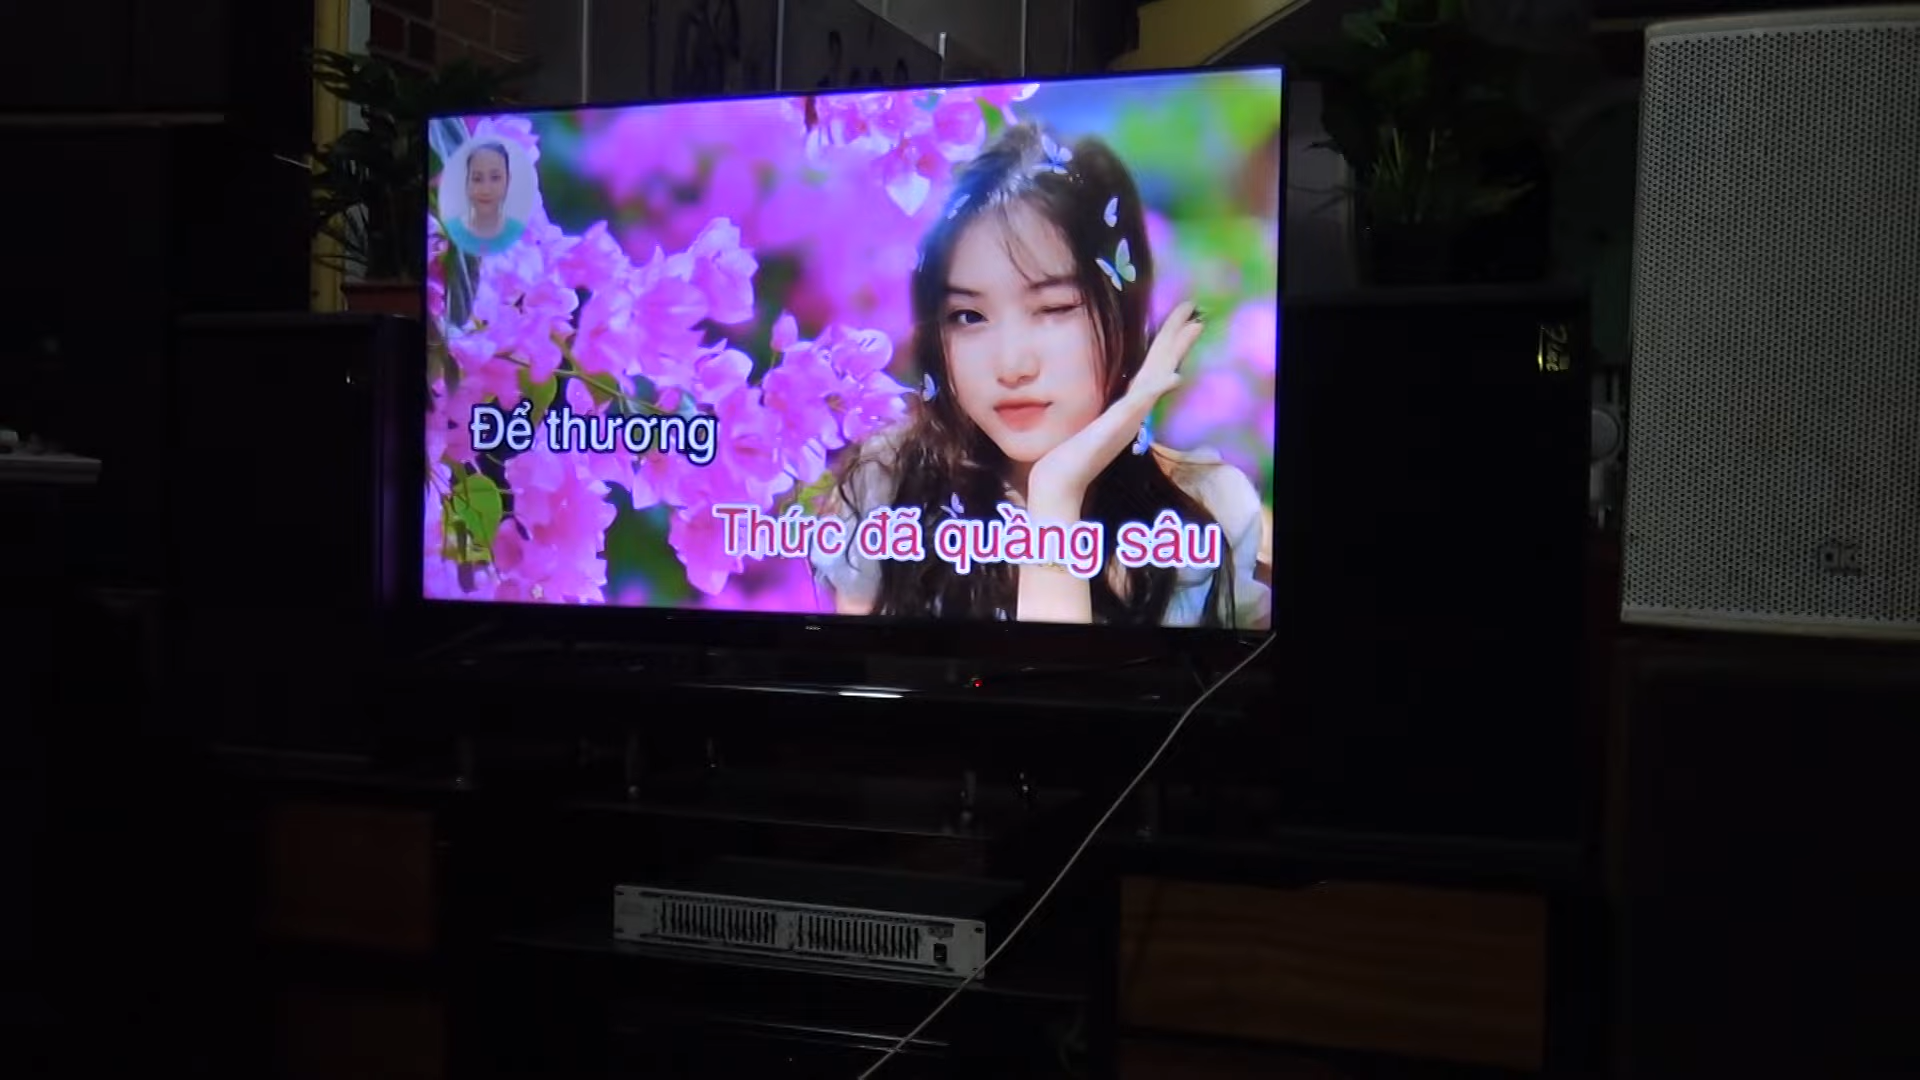 Để thương
Thức đã quầng sâu